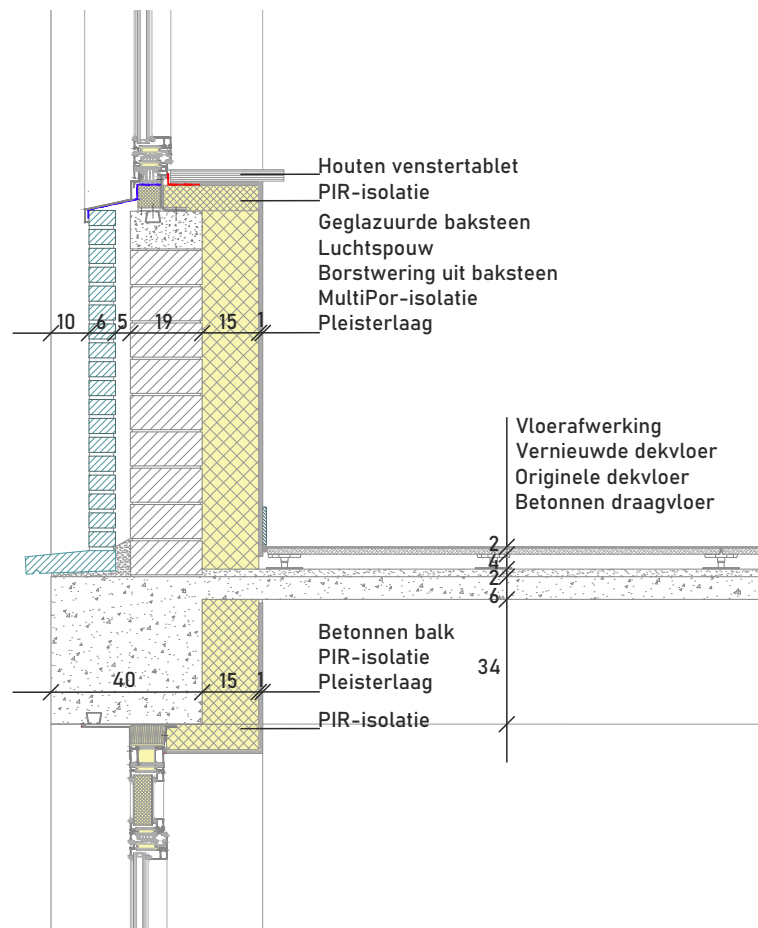 Houten venstertablet
PIR-isolatie
Geglazuurde baksteen
Luchtspouw
Borstwering uit baksteen
MultiPor-isolatie
Pleisterlaag
10 6 5 19 15 1
Vloerafwerking
Vernieuwde dekvloer
Originele dekvloer
Betonnen draagvloer
2
4
2
6
34
Betonnen balk
PIR-isolatie
Pleisterlaag
40 15 1
PIR-isolatie